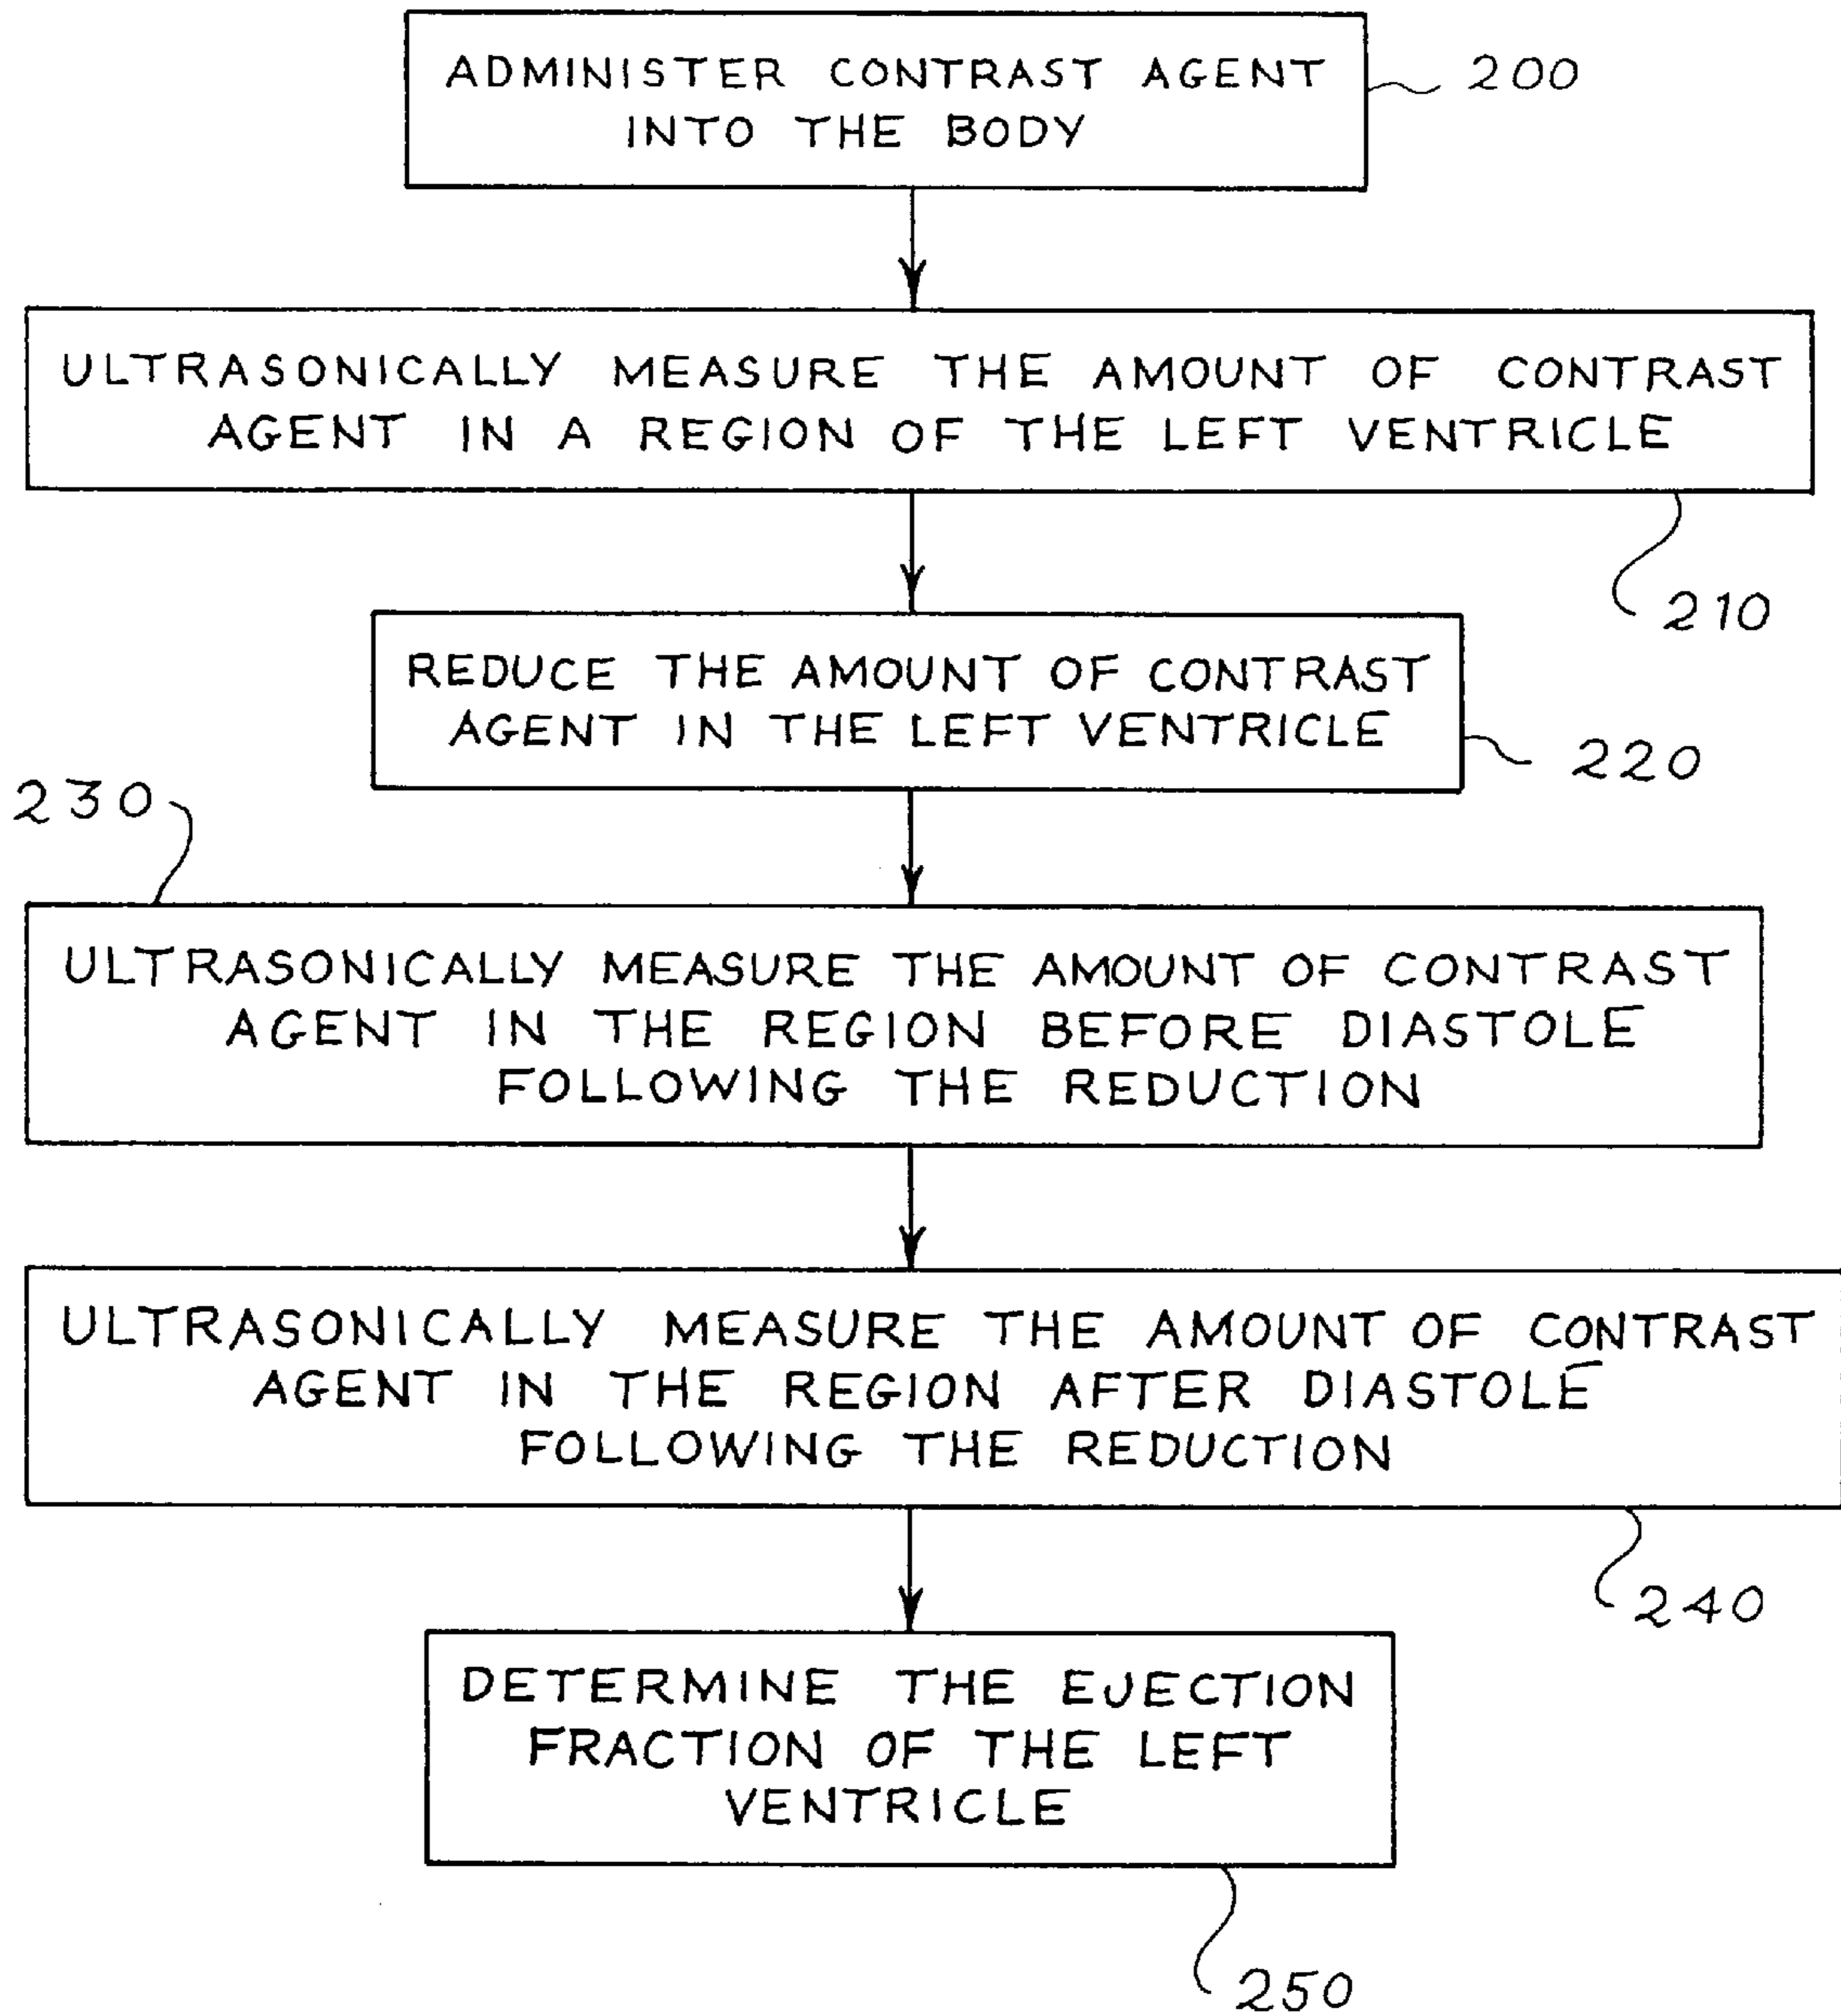 ADMINISTER CONTRAST AGENT
INTO THE BODY
200
ULTRASONICALLY MEASURE THE AMOUNT OF CONTRAST
AGENT IN A REGION OF THE LEFT VENTRICLE
210
REDUCE THE AMOUNT OF CONTRAST
AGENT IN THE LEFT VENTRICLE
220
230
ULTRASONICALLY MEASURE THE AMOUNT OF CONTRAST
AGENT IN THE REGION BEFORE DIASTOLE
FOLLOWING THE REDUCTION
ULTRASONICALLY MEASURE THE AMOUNT OF CONTRAST
AGENT IN THE REGION AFTER DIASTOLE
FOLLOWING THE REDUCTION
240
DETERMINE THE EJECTION
FRACTION OF THE LEFT
VENTRICLE
250